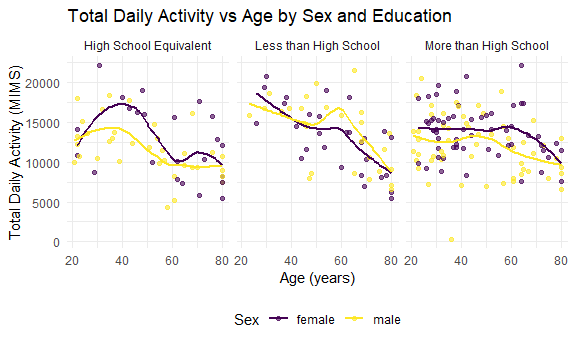 Total Daily Activity vs Age by Sex and Education
High School Equivalent Less than High School More than High School
Total Daily Activity (MIMS)
20000
15000
10000
5000
0
20 40 60 80 20 40 60 80 20 40 60 80
Age (years)
Sex female male